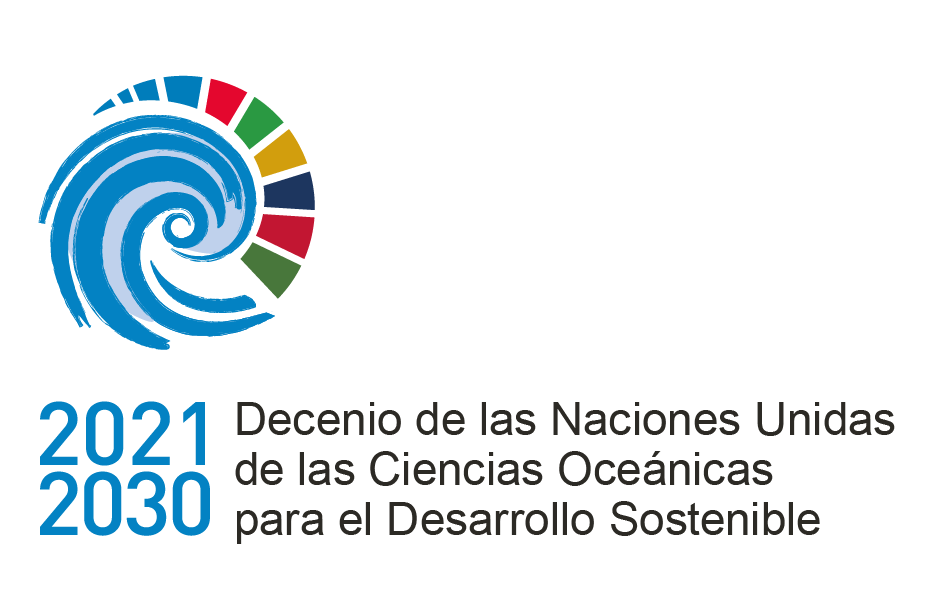 2021
2030
Decenio de las Naciones Unidas
de las Ciencias Oceánicas
para el Desarrollo Sostenible